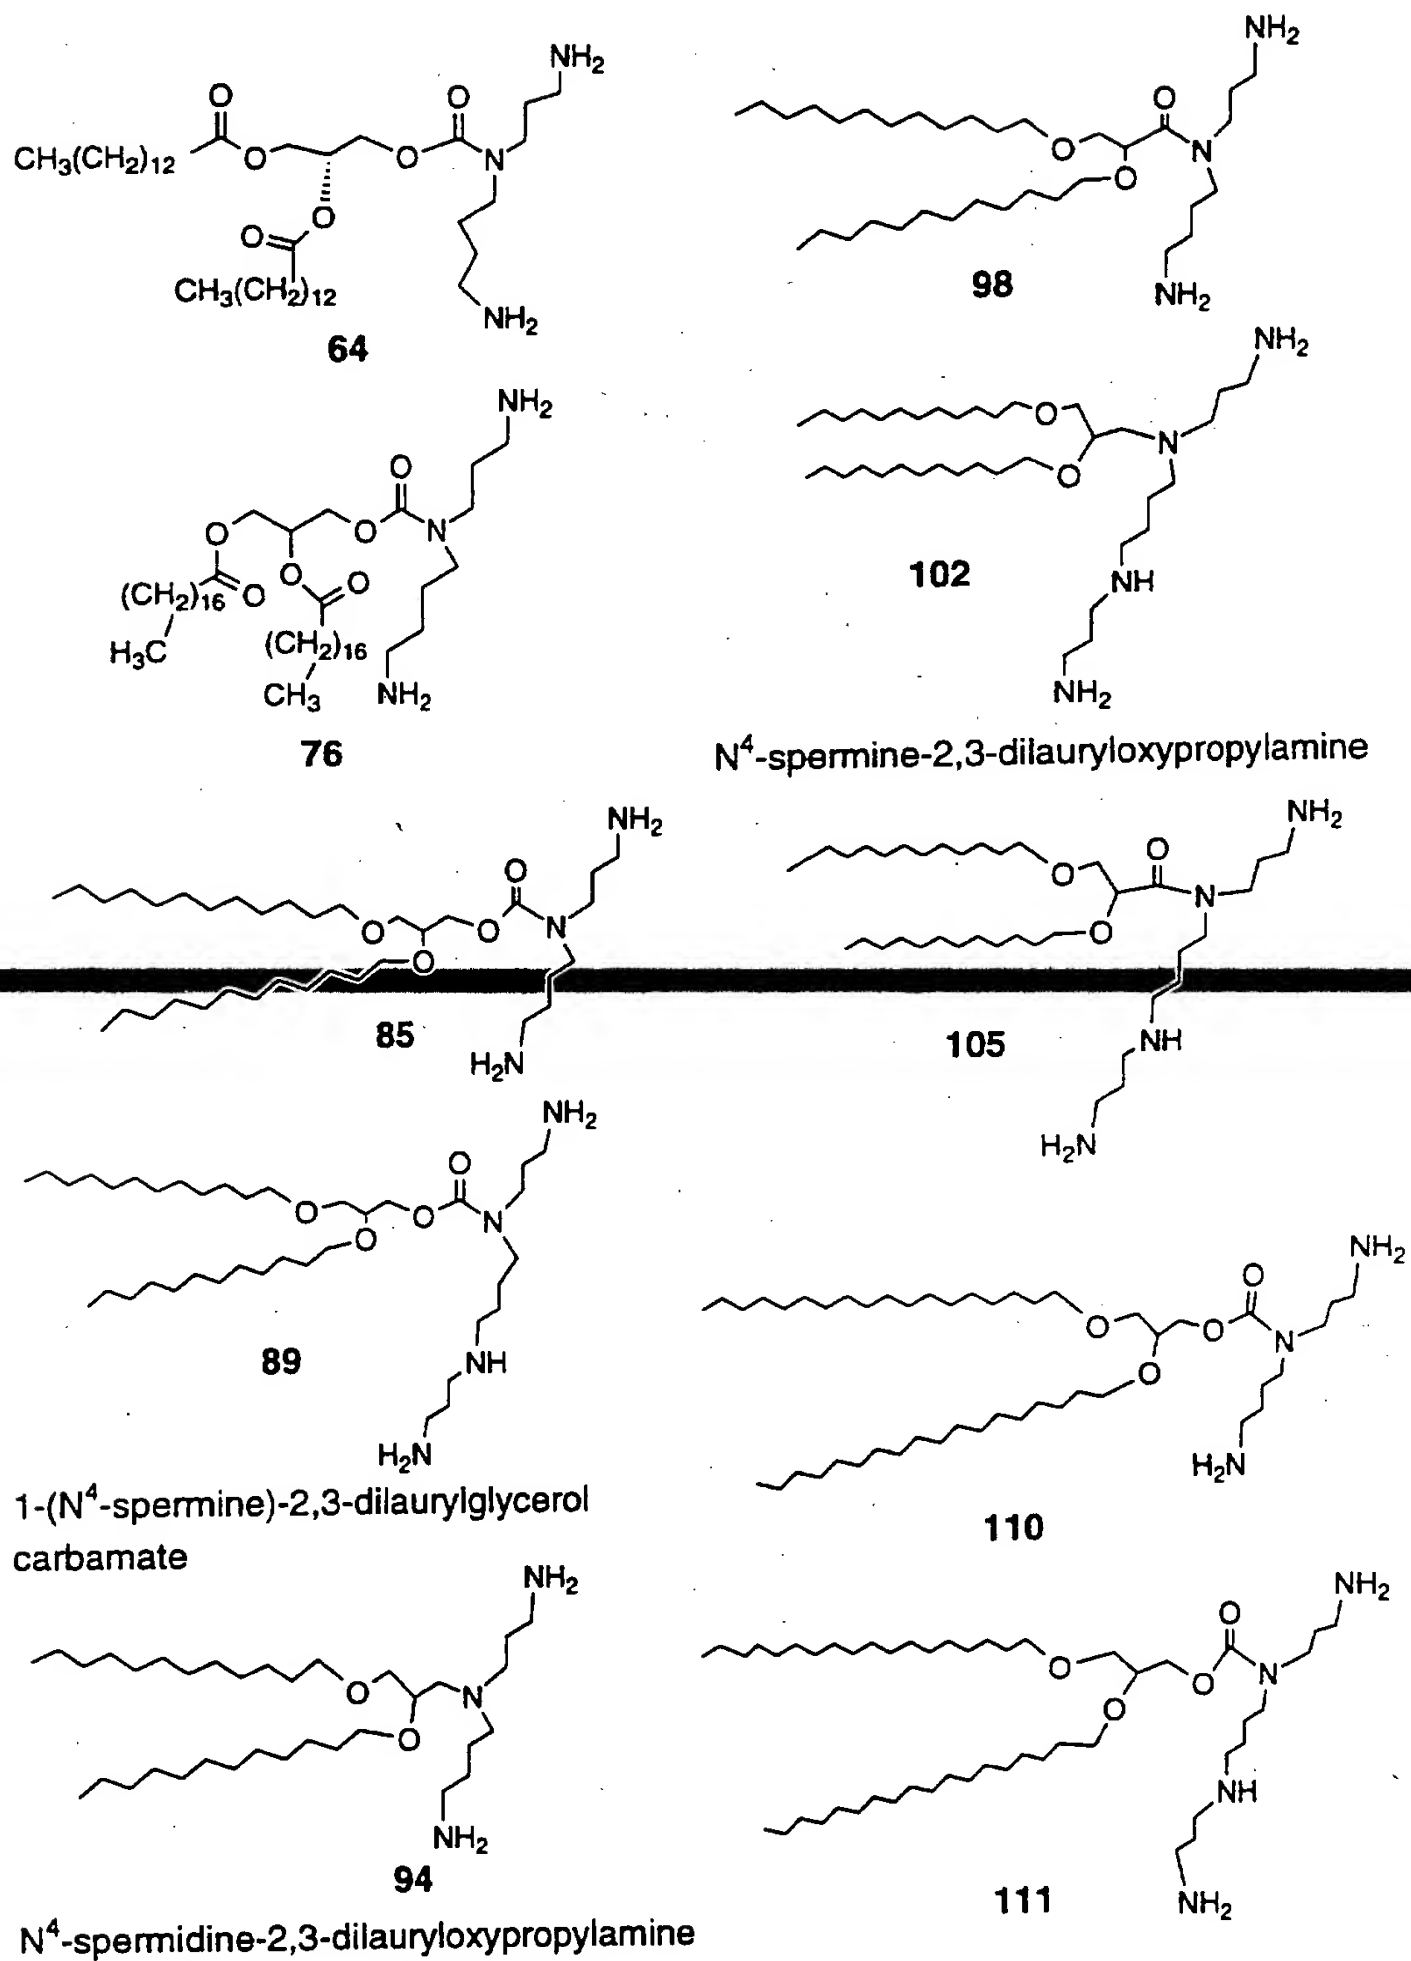 NH2
O
CH3(CH2)12
O
O
N
O
O
CH3(CH2)12
NH2
64
NH2
O
O
O
N
O
O
O
(CH2)16
O
H3C
(CH2)16
CH3
NH2
76
NH2
O
O
O
N
O
85
H2N
NH2
O
O
O
N
O
89
NH
H2N
1-(N4-spermine)-2,3-dilaurylglycerol
carbamate
NH2
O
N
O
NH2
94
N4-spermidine-2,3-dilauryloxypropylamine
NH2
O
O
N
O
98
NH2
NH2
O
N
O
102
NH
NH2
N4-spermine-2,3-dilauryloxypropylamine
NH2
O
O
N
O
105
NH
H2N
NH2
O
O
O
N
O
H2N
110
NH2
O
O
O
N
O
NH
111
NH2